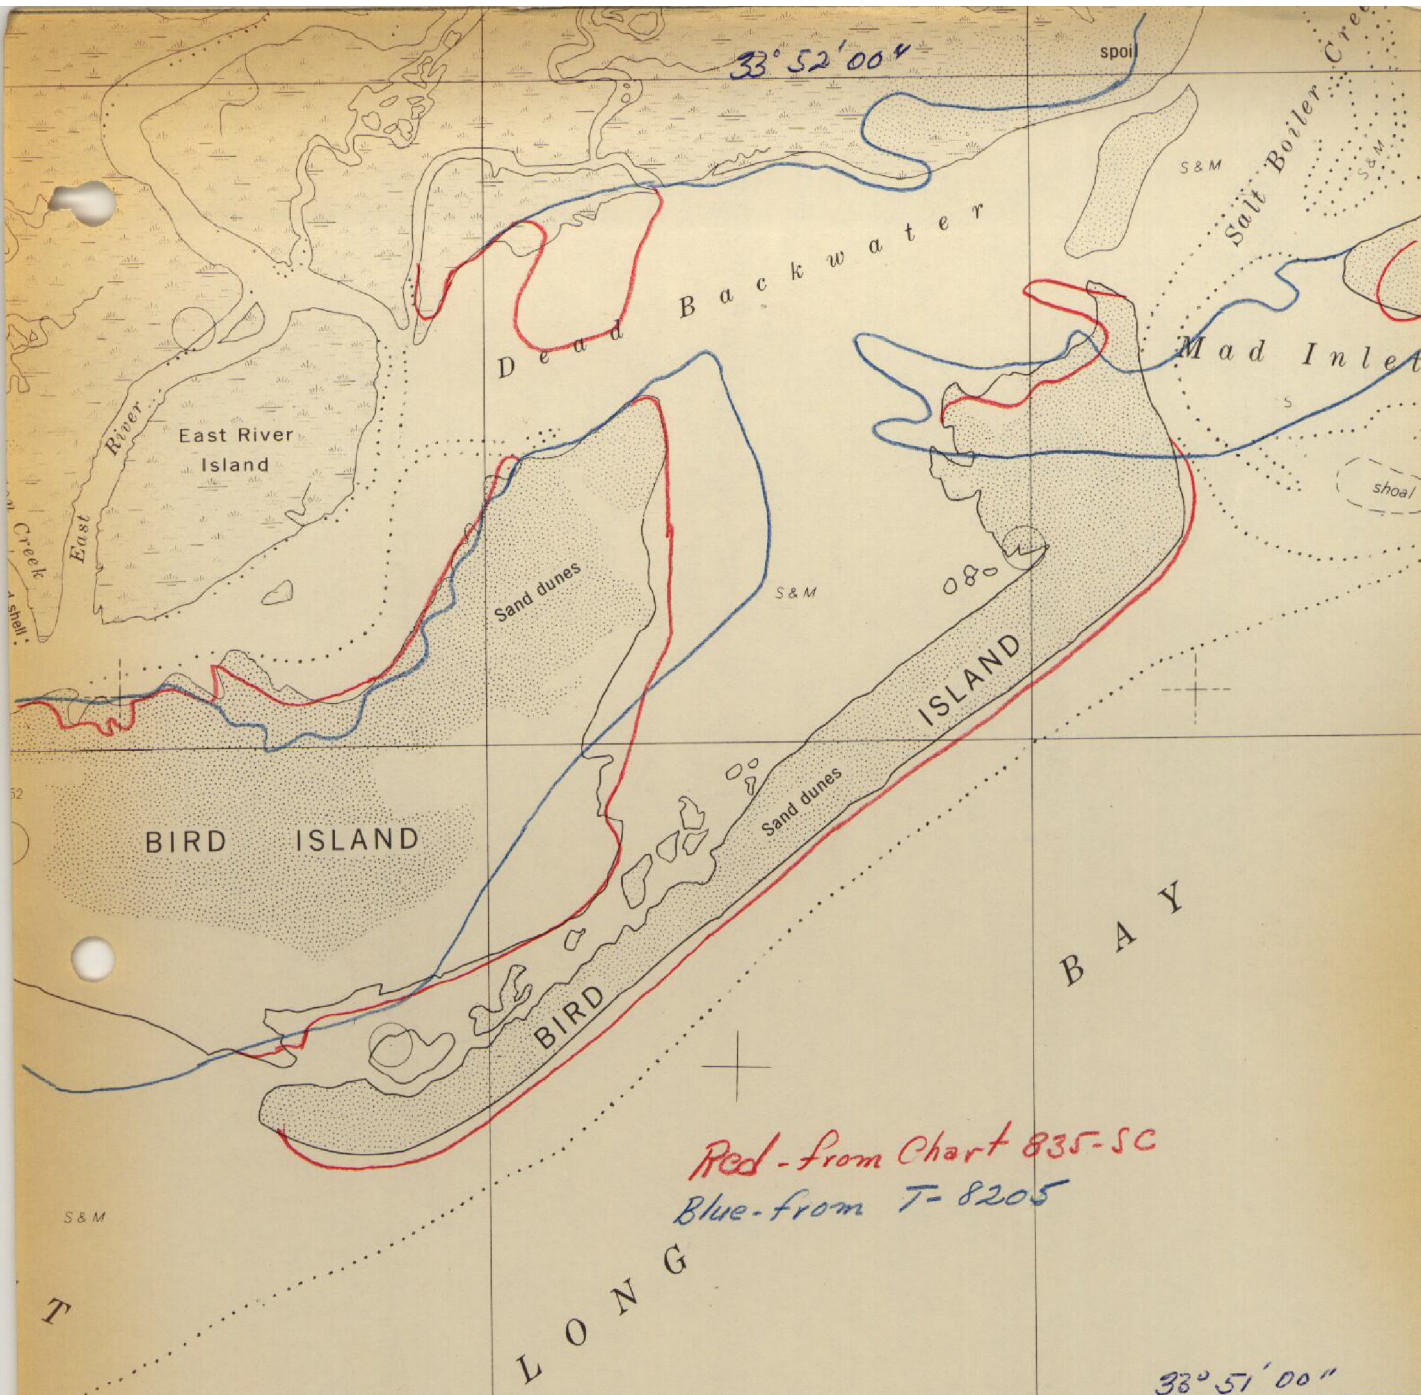 33° 52' 00"
spoil
Salt Boiler Cree
S & M
S & M
Dead Backwater
Mad Inlet
S
shoal
East River
East River
Island
Creek
shell
Sand dunes
S & M
ISLAND
BIRD ISLAND
Sand dunes
52
BIRD
BAY
Red - from Chart 835-SC
Blue - from T-8205
S & M
LONG
T
33° 51' 00"